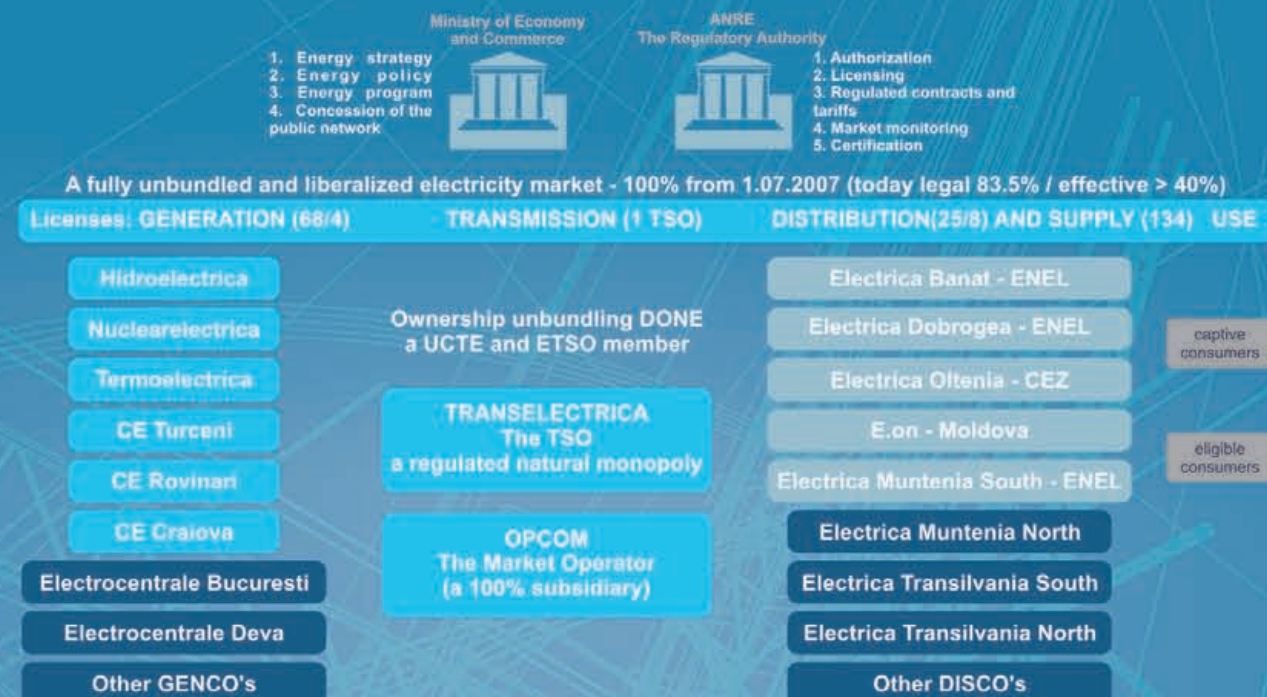 Ministry of Economy
and Commerce
1. Energy strategy
2. Energy policy
3. Energy program
4. Concession of the
public network
ANRE
The Regulatory Authority
1. Authorization
2. Licensing
3. Regulated contracts and
tariffs
4. Market monitoring
5. Certification
A fully unbundled and liberalized electricity market - 100% from 1.07.2007 (today legal 83.5% / effective > 40%)
Licenses: GENERATION (68/4) TRANSMISSION (1 TSO) DISTRIBUTION(25/8) AND SUPPLY (134) USE
Hidroelectrica
Nuclearelectrica
Termoelectrica
CE Turceni
CE Rovinari
CE Craiova
Electrocentrale Bucuresti
Electrocentrale Deva
Other GENCO's
Ownership unbundling DONE
a UCTE and ETSO member
TRANSELECTRICA
The TSO
a regulated natural monopoly
OPCOM
The Market Operator
(a 100% subsidiary)
Electrica Banat - ENEL
Electrica Dobrogea - ENEL
Electrica Oltenia - CEZ
E.on - Moldova
Electrica Muntenia South - ENEL
Electrica Muntenia North
Electrica Transilvania South
Electrica Transilvania North
Other DISCO's
captive
consumers
eligible
consumers